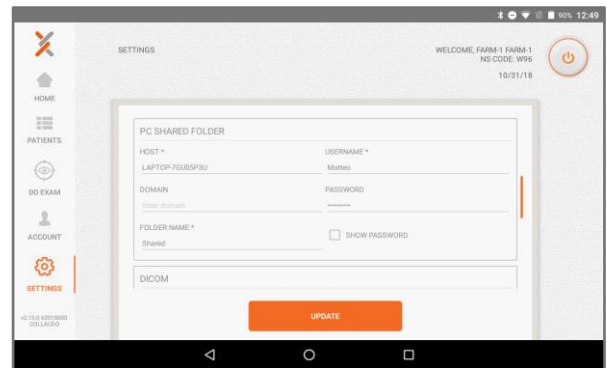 90% 12:49
SETTINGS
WELCOME, FARM-1 FARM-1
NS CODE: W96
10/31/18
HOME
PATIENTS
DO EXAM
ACCOUNT
SETTINGS
COLLAUDO
PC SHARED FOLDER
HOST * USERNAME *
LAPTOP-7GU05P3U Matteo
DOMAIN PASSWORD
Enter domain ••••••••••
FOLDER NAME * SHOW PASSWORD
Shared
DICOM
UPDATE